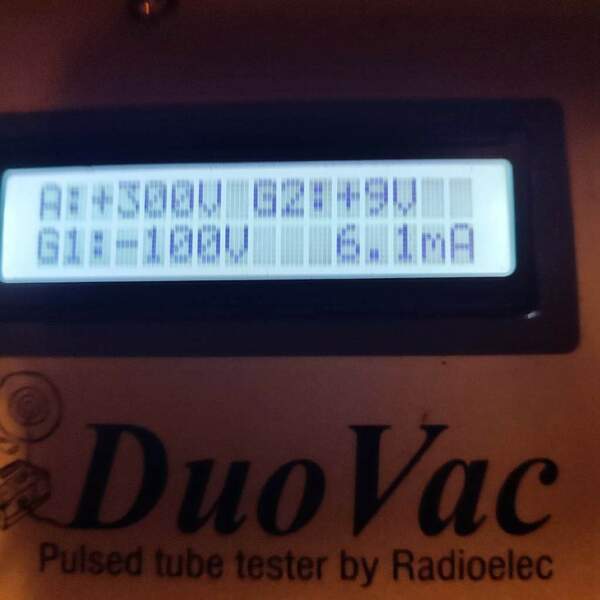 A:+300V G2:+9V
G1:-100V 6.1mA
DuoVac
Pulsed tube tester by Radioelec